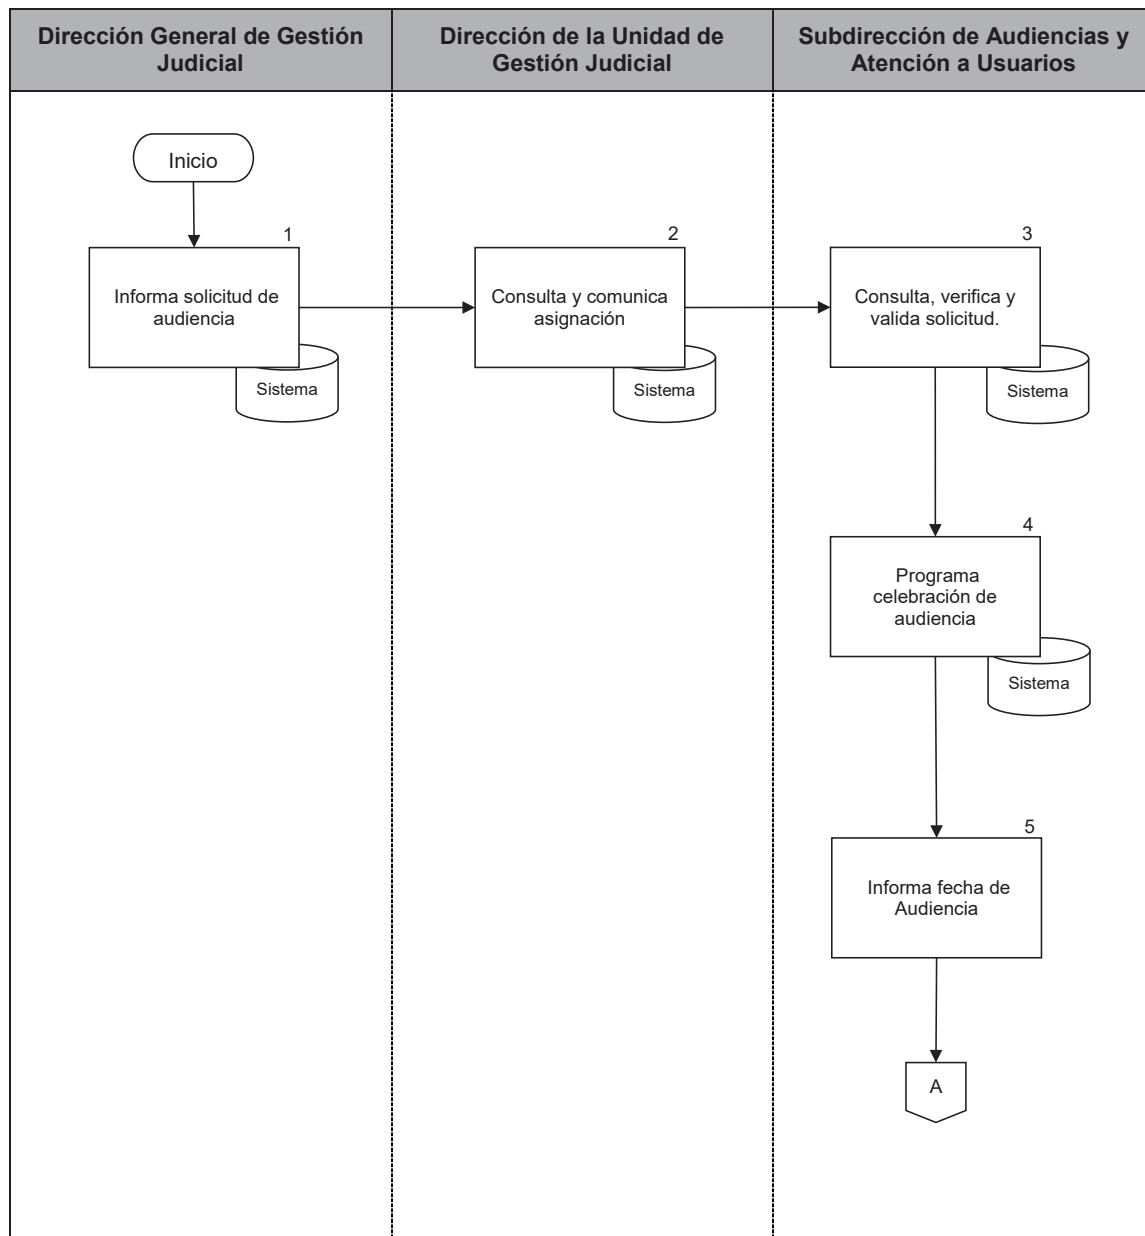 Dirección General de Gestión
Judicial
Dirección de la Unidad de
Gestión Judicial
Subdirección de Audiencias y
Atención a Usuarios
Inicio
1
Informa solicitud de
audiencia
Sistema
2
Consulta y comunica
asignación
Sistema
3
Consulta, verifica y
valida solicitud.
Sistema
4
Programa
celebración de
audiencia
Sistema
5
Informa fecha de
Audiencia
A